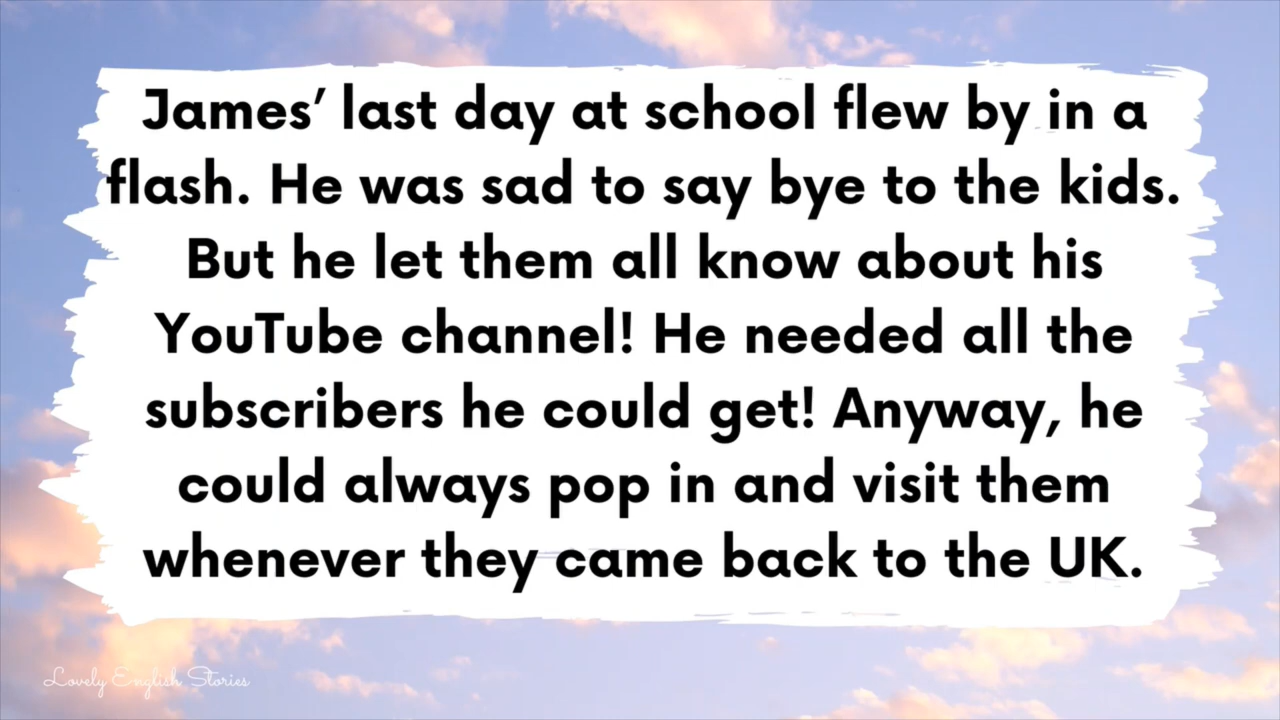 James’ last day at school flew by in a
flash. He was sad to say bye to the kids.
But he let them all know about his
YouTube channel! He needed all the
subscribers he could get! Anyway, he
could always pop in and visit them
whenever they came back to the UK.
Lovely English Stories